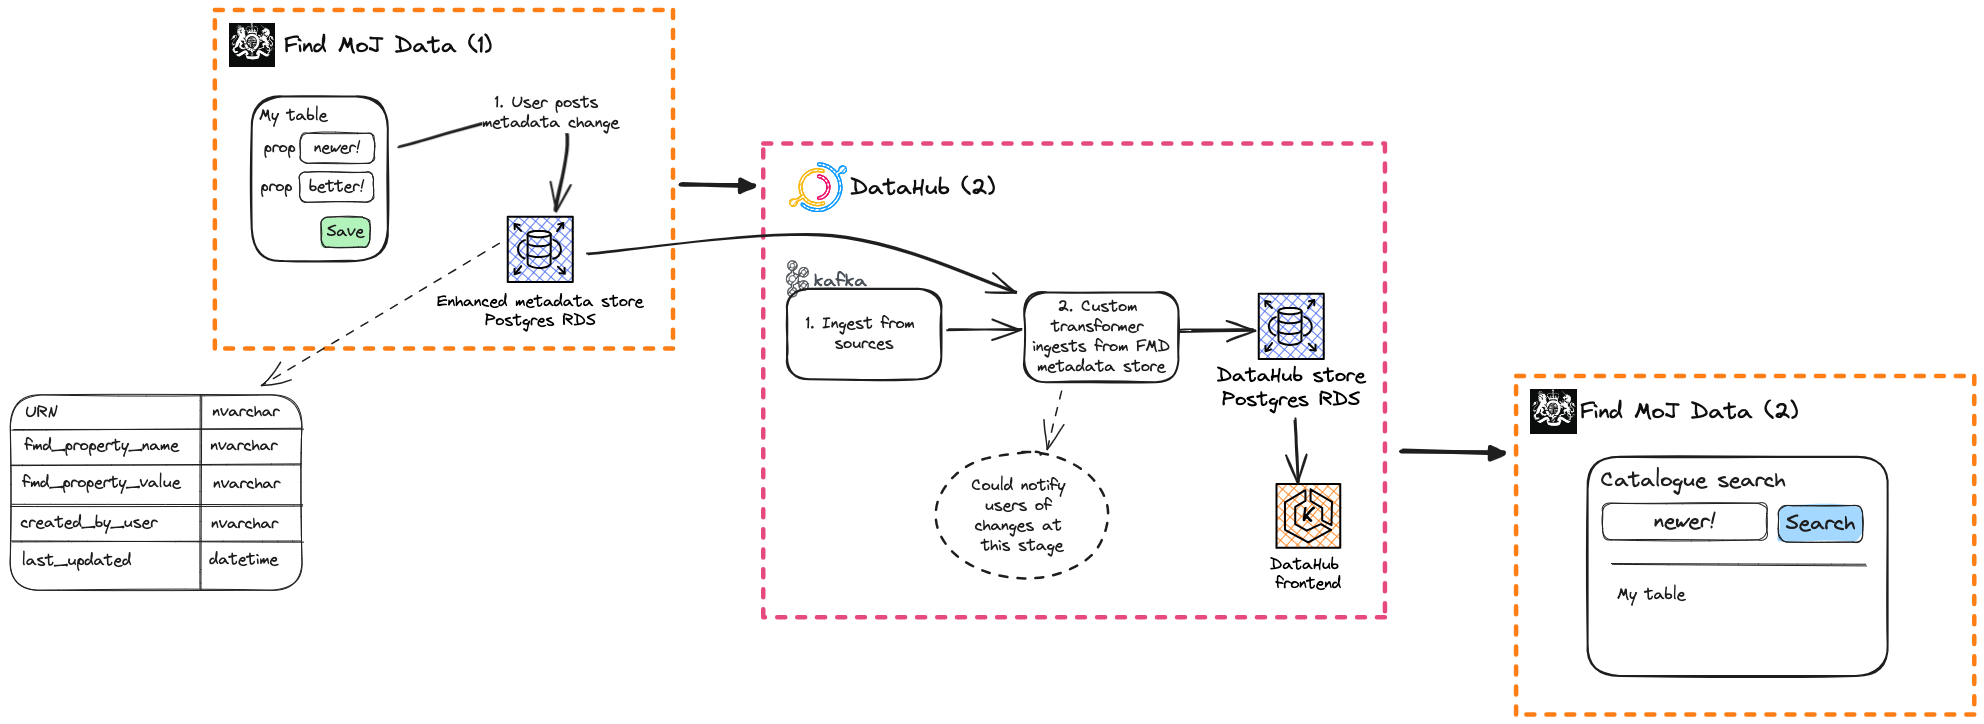 Find MoJ Data (1)
My table
prop newer!
prop better!
Save
1. User posts
metadata change
Enhanced metadata store
Postgres RDS
URN nvarchar
fmd_property_name nvarchar
fmd_property_value nvarchar
created_by_user nvarchar
last_updated datetime
DataHub (2)
kafka
1. Ingest from
sources
2. Custom
transformer
ingests from FMD
metadata store
Could notify
users of
changes at
this stage
DataHub store
Postgres RDS
K
DataHub
frontend
Find MoJ Data (2)
Catalogue search
newer! Search
My table